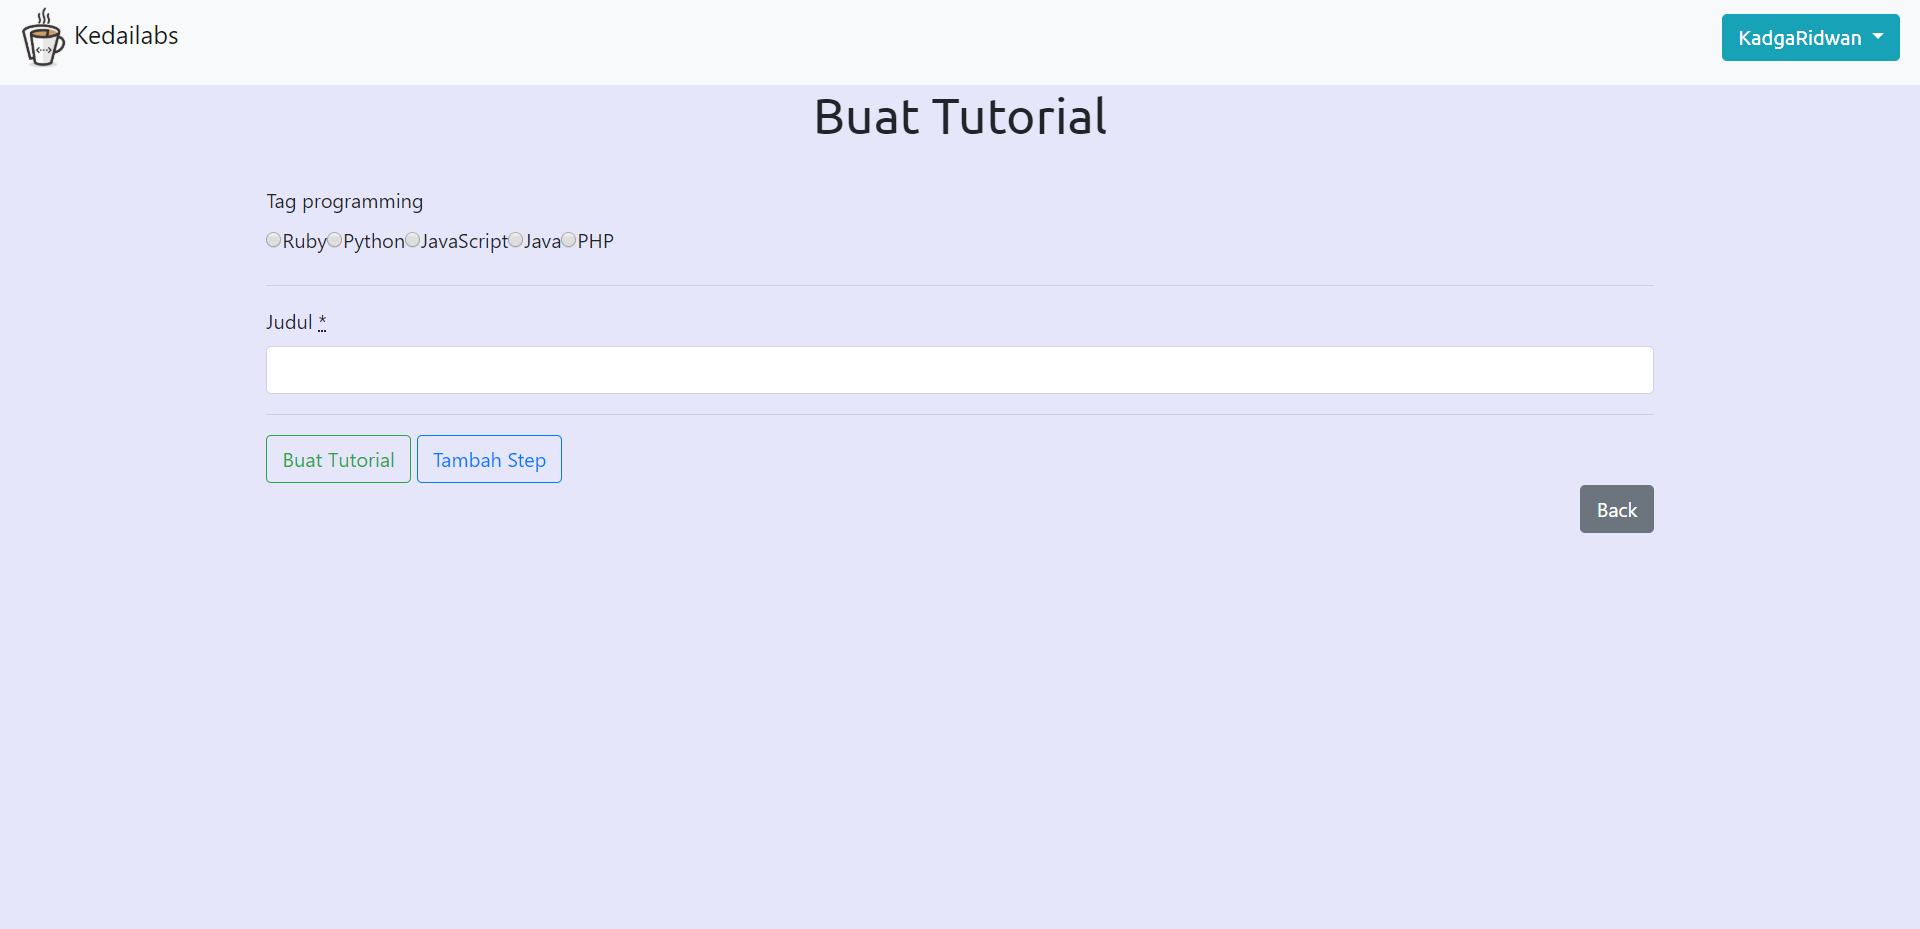 Kedailabs
KadgaRidwan
Buat Tutorial
Tag programming
Ruby Python JavaScript Java PHP
Judul *
Buat Tutorial Tambah Step
Back